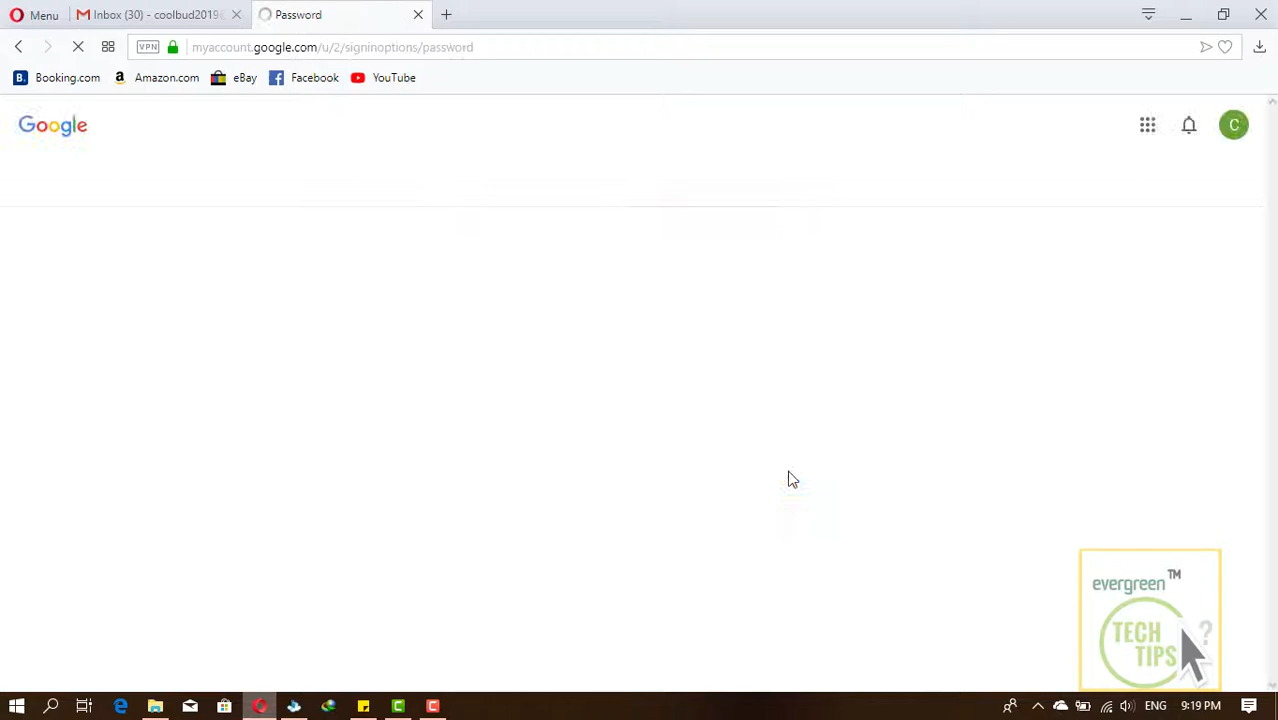 Menu
Inbox (30) - coolbud2019@
Password
VPN
myaccount.google.com/u/2/signinoptions/password
B. Booking.com
a Amazon.com
eBay
Facebook
YouTube
Google
C
evergreen™
TECH
TIPS
?
ENG
9:19 PM